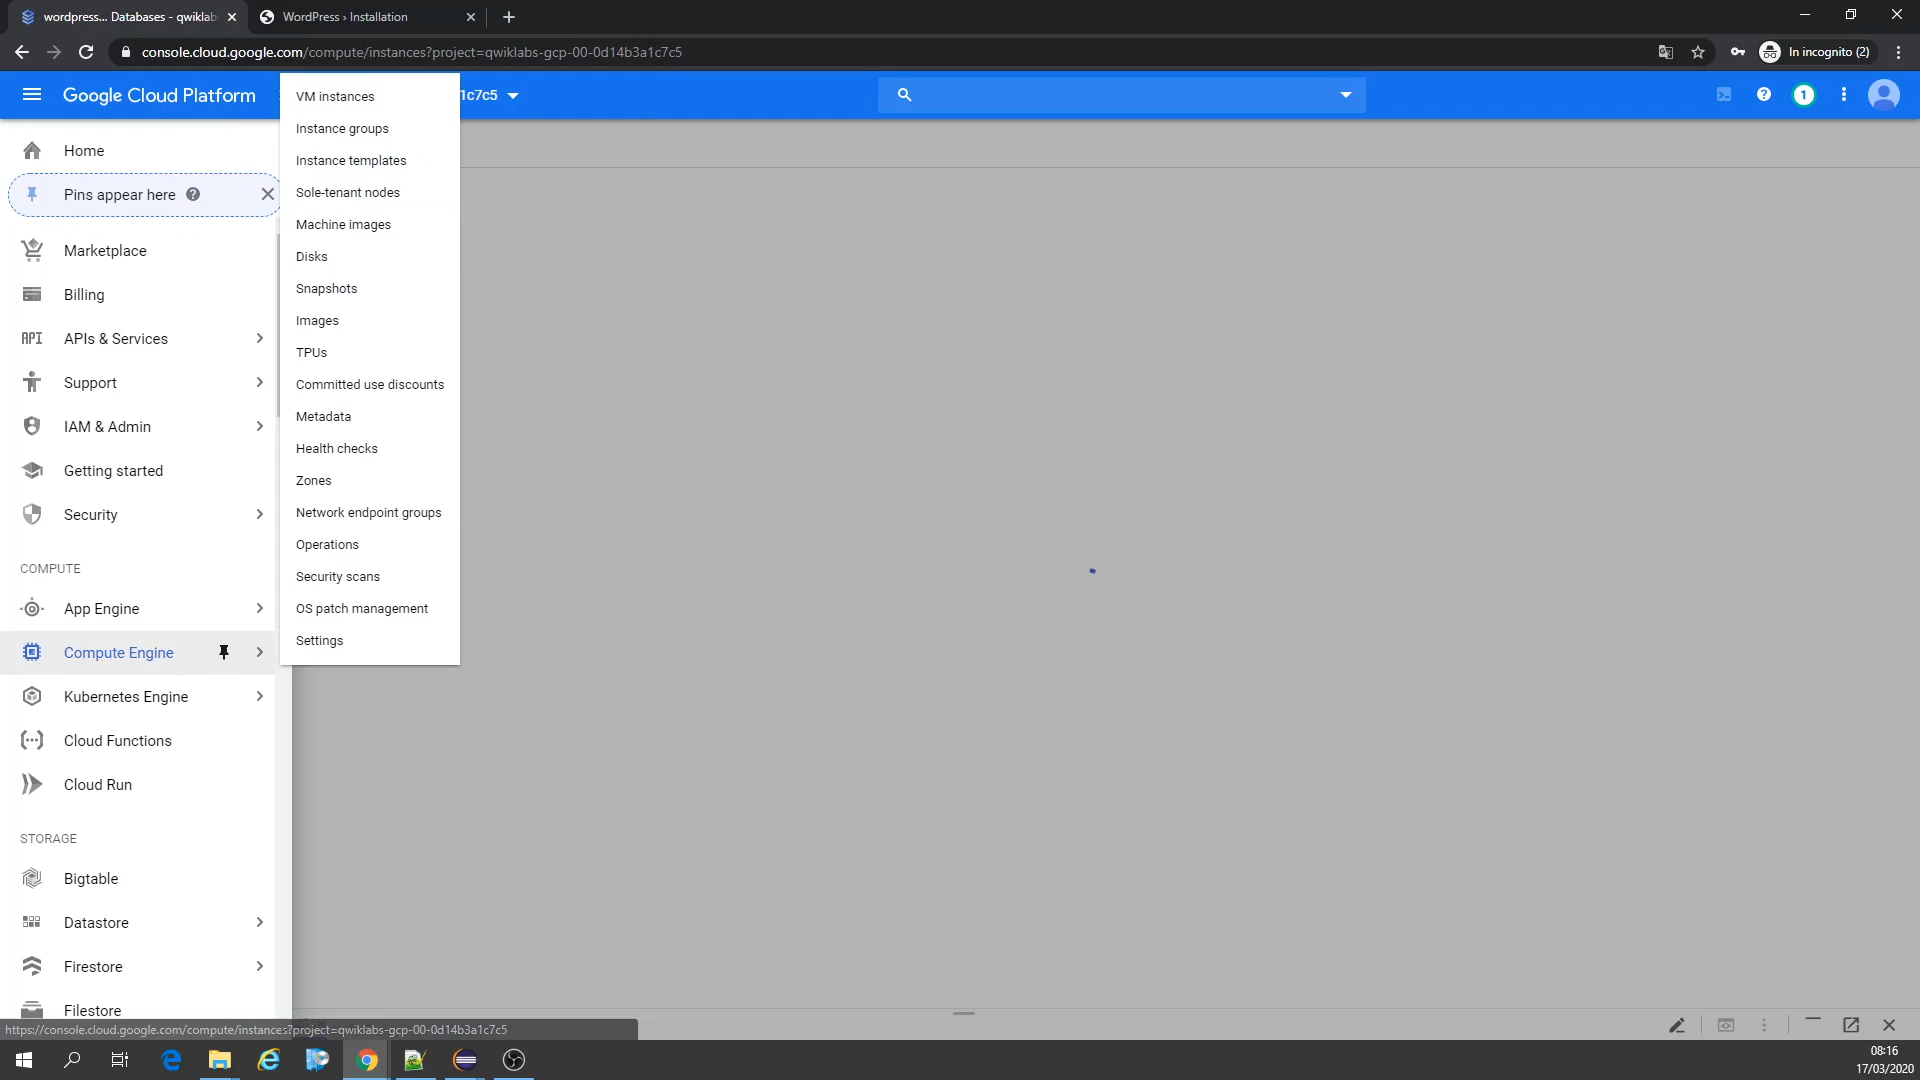 wordpress... Databases - qwiklab
WordPress › Installation
console.cloud.google.com/compute/instances?project=qwiklabs-gcp-00-0d14b3a1c7c5
In incognito (2)
Google Cloud Platform
1c7c5
1
Home
Pins appear here
Marketplace
Billing
API APIs & Services
Support
IAM & Admin
Getting started
Security
COMPUTE
App Engine
Compute Engine
Kubernetes Engine
Cloud Functions
Cloud Run
STORAGE
Bigtable
Datastore
Firestore
Filestore
VM instances
Instance groups
Instance templates
Sole-tenant nodes
Machine images
Disks
Snapshots
Images
TPUs
Committed use discounts
Metadata
Health checks
Zones
Network endpoint groups
Operations
Security scans
OS patch management
Settings
https://console.cloud.google.com/compute/instances?project=qwiklabs-gcp-00-0d14b3a1c7c5
08:16
17/03/2020